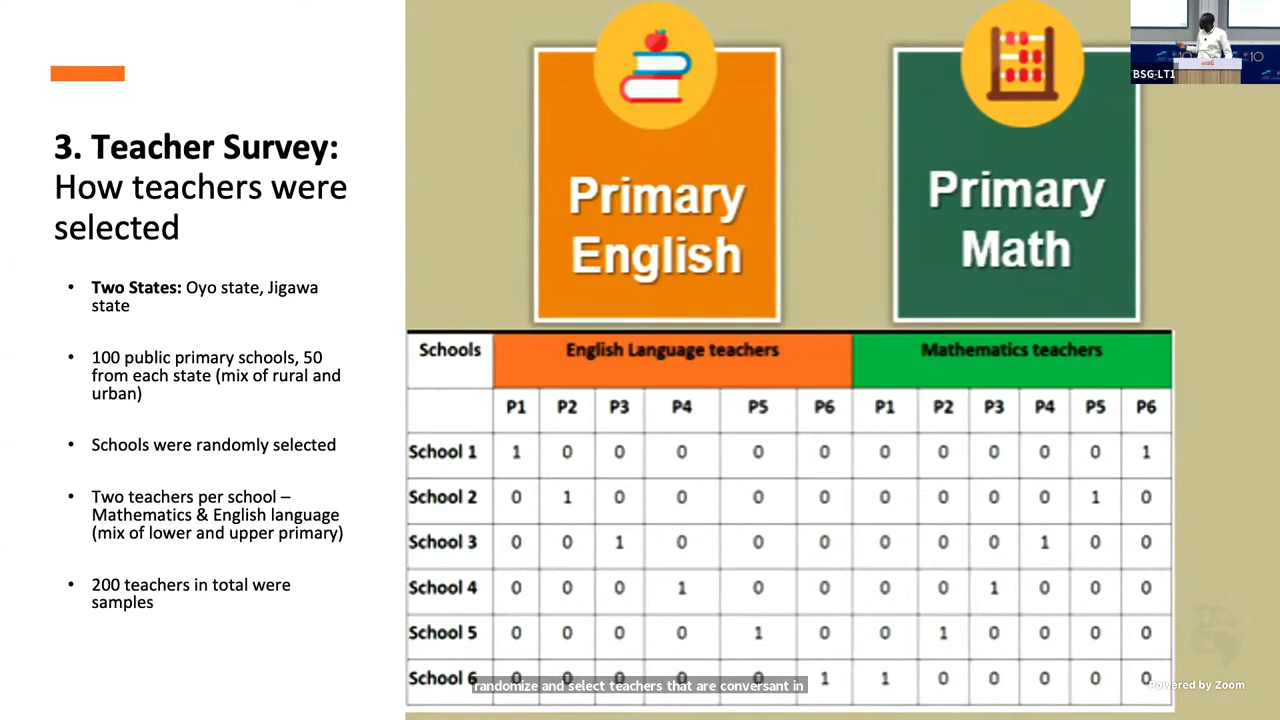 3. Teacher Survey:
How teachers were
selected
• Two States: Oyo state, Jigawa
state
• 100 public primary schools, 50
from each state (mix of rural and
urban)
• Schools were randomly selected
• Two teachers per school –
Mathematics & English language
(mix of lower and upper primary)
• 200 teachers in total were
samples
Primary
English
Primary
Math
BSG-LT1
10
Schools English Language teachers Mathematics teachers
P1 P2 P3 P4 P5 P6 P1 P2 P3 P4 P5 P6
School 1 1 0 0 0 0 0 0 0 0 0 0 1
School 2 0 1 0 0 0 0 0 0 0 0 1 0
School 3 0 0 1 0 0 0 0 0 0 1 0 0
School 4 0 0 0 1 0 0 0 0 1 0 0 0
School 5 0 0 0 0 1 0 0 1 0 0 0 0
School 6 0 0 0 0 0 1 1 0 0 0 0 0
randomize and select teachers that are conversant in
Powered by Zoom